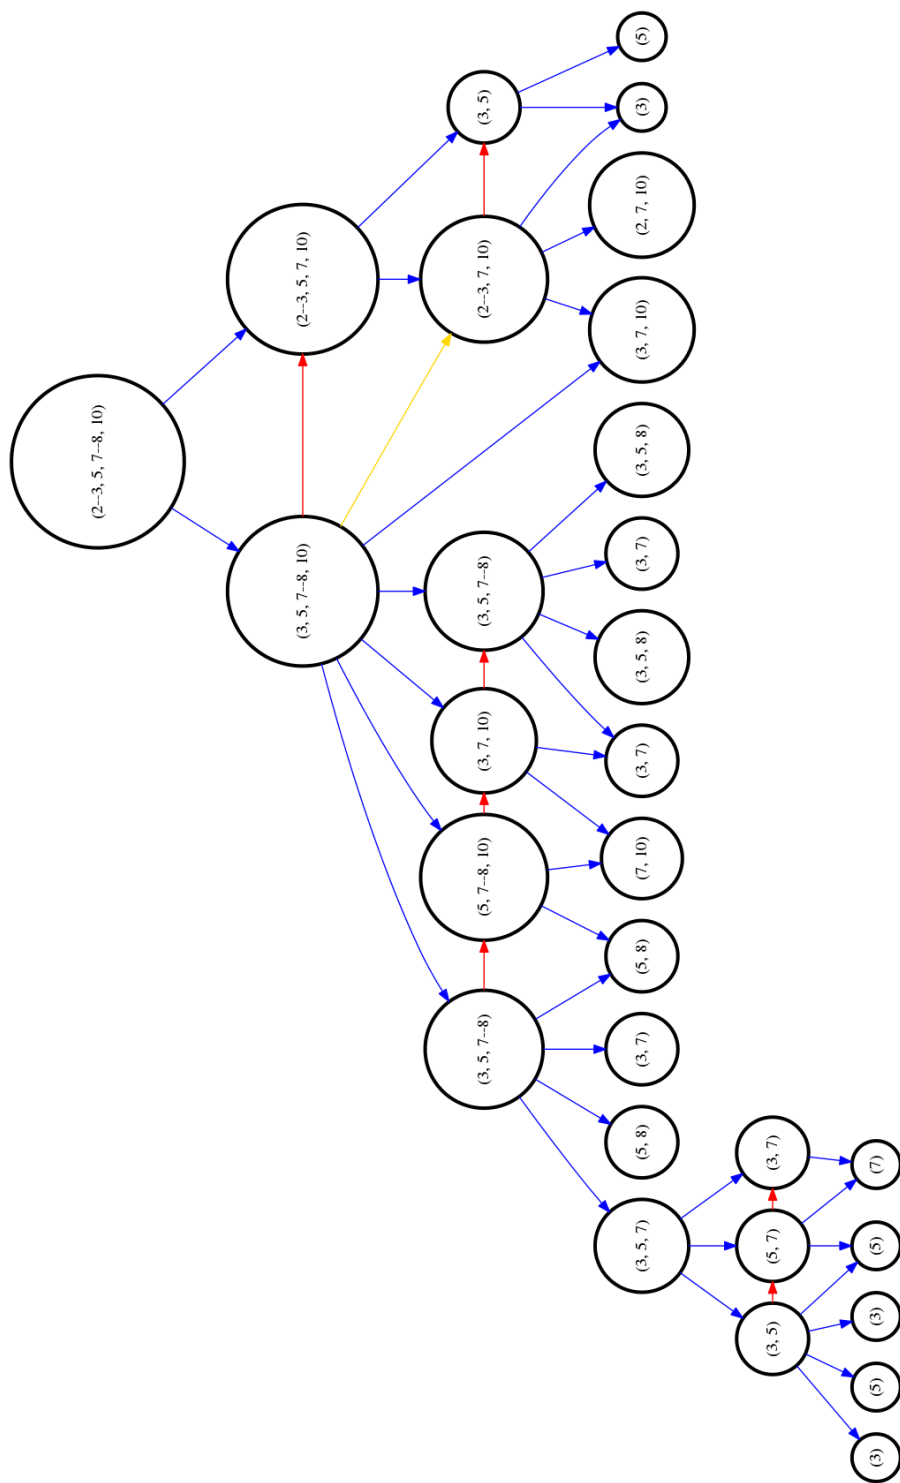 (2--3, 5, 7--8, 10)
(3, 5, 7--8, 10)
(2--3, 5, 7, 10)
(3, 5, 7--8)
(5, 7--8, 10)
(3, 7, 10)
(3, 5, 7--8)
(2--3, 7, 10)
(3, 5)
(3, 5, 7)
(5, 8)
(3, 7)
(5, 8)
(7, 10)
(3, 7)
(3, 5, 8)
(3, 7)
(3, 5, 8)
(3, 7, 10)
(2, 7, 10)
(3)
(5)
(3, 5)
(5, 7)
(3, 7)
(3)
(5)
(3)
(5)
(7)